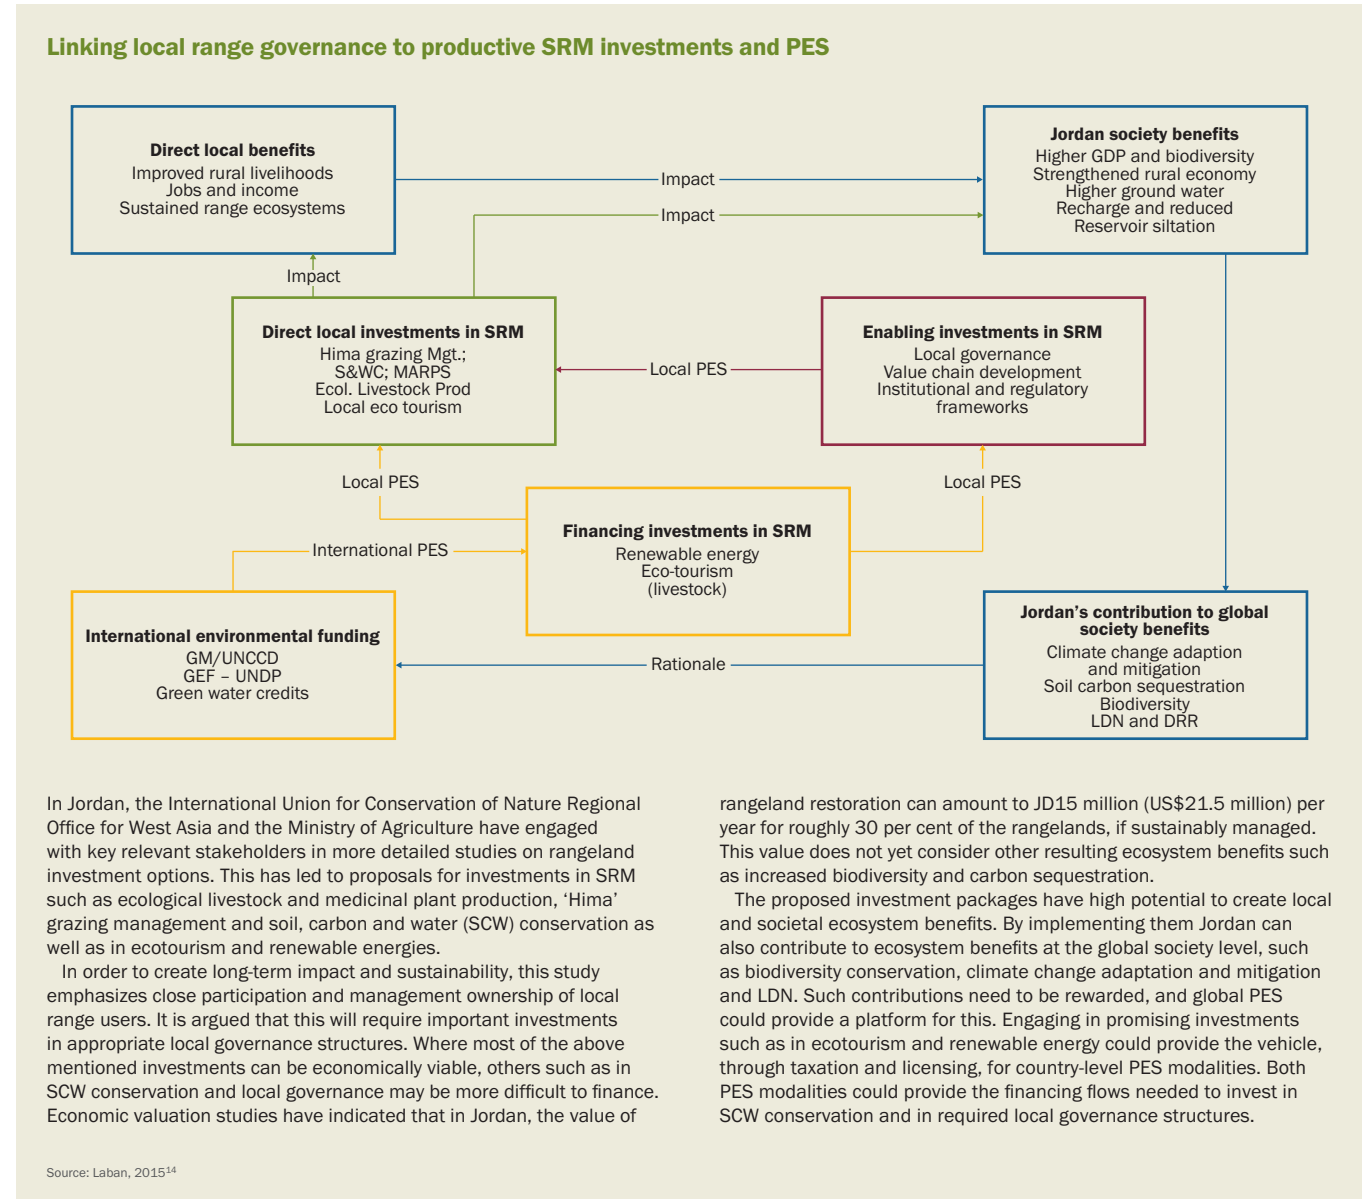 Linking local range governance to productive SRM investments and PES
Direct local benefits
Improved rural livelihoods
Jobs and income
Sustained range ecosystems
Impact
Jordan society benefits
Higher GDP and biodiversity
Strengthened rural economy
Higher ground water
Recharge and reduced
Reservoir siltation
Impact
Impact
Direct local investments in SRM
Hima grazing Mgt.;
S&WC; MARPS
Ecol. Livestock Prod
Local eco tourism
Local PES
Enabling investments in SRM
Local governance
Value chain development
Institutional and regulatory
frameworks
Local PES
Local PES
Financing investments in SRM
Renewable energy
Eco-tourism
(livestock)
International PES
International environmental funding
GM/UNCCD
GEF – UNDP
Green water credits
Rationale
Jordan’s contribution to global
society benefits
Climate change adaption
and mitigation
Soil carbon sequestration
Biodiversity
LDN and DRR
In Jordan, the International Union for Conservation of Nature Regional
Office for West Asia and the Ministry of Agriculture have engaged
with key relevant stakeholders in more detailed studies on rangeland
investment options. This has led to proposals for investments in SRM
such as ecological livestock and medicinal plant production, ‘Hima’
grazing management and soil, carbon and water (SCW) conservation as
well as in ecotourism and renewable energies.
In order to create long-term impact and sustainability, this study
emphasizes close participation and management ownership of local
range users. It is argued that this will require important investments
in appropriate local governance structures. Where most of the above
mentioned investments can be economically viable, others such as in
SCW conservation and local governance may be more difficult to finance.
Economic valuation studies have indicated that in Jordan, the value of
rangeland restoration can amount to JD15 million (US$21.5 million) per
year for roughly 30 per cent of the rangelands, if sustainably managed.
This value does not yet consider other resulting ecosystem benefits such
as increased biodiversity and carbon sequestration.
The proposed investment packages have high potential to create local
and societal ecosystem benefits. By implementing them Jordan can
also contribute to ecosystem benefits at the global society level, such
as biodiversity conservation, climate change adaptation and mitigation
and LDN. Such contributions need to be rewarded, and global PES
could provide a platform for this. Engaging in promising investments
such as in ecotourism and renewable energy could provide the vehicle,
through taxation and licensing, for country-level PES modalities. Both
PES modalities could provide the financing flows needed to invest in
SCW conservation and in required local governance structures.
Source: Laban, 2015¹⁴